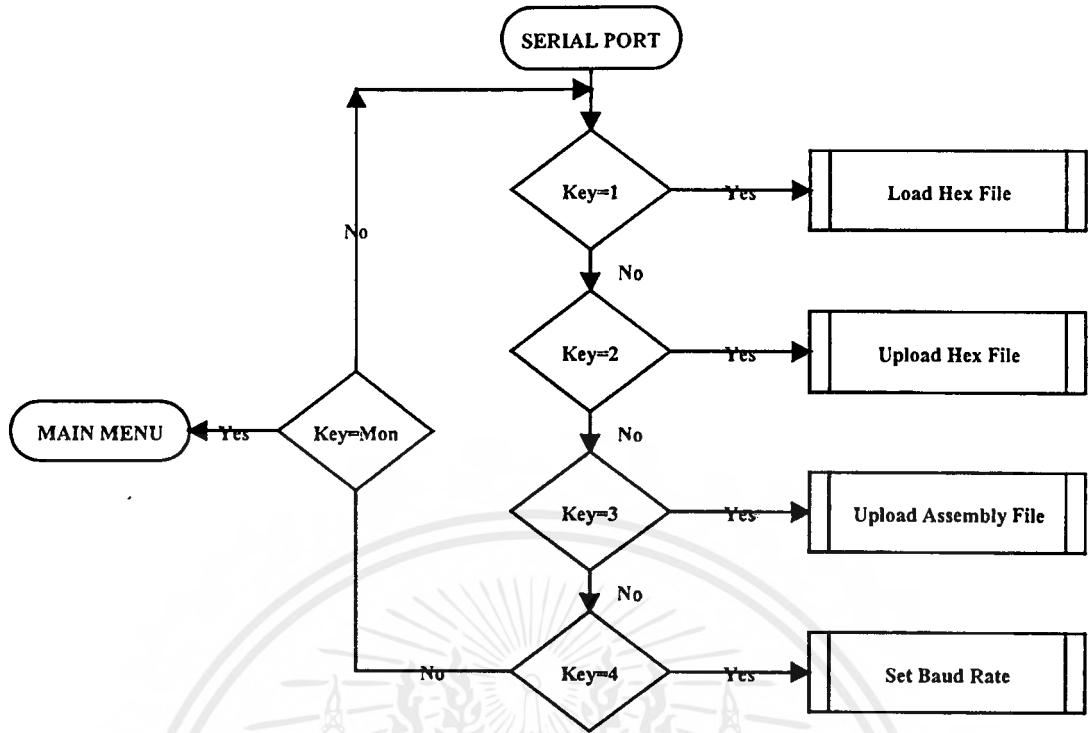 SERIAL PORT
Key=1
Yes
Load Hex File
No
No
Key=2
Yes
Upload Hex File
MAIN MENU
Yes
Key=Mon
No
Key=3
Yes
Upload Assembly File
No
Key=4
No
Yes
Set Baud Rate